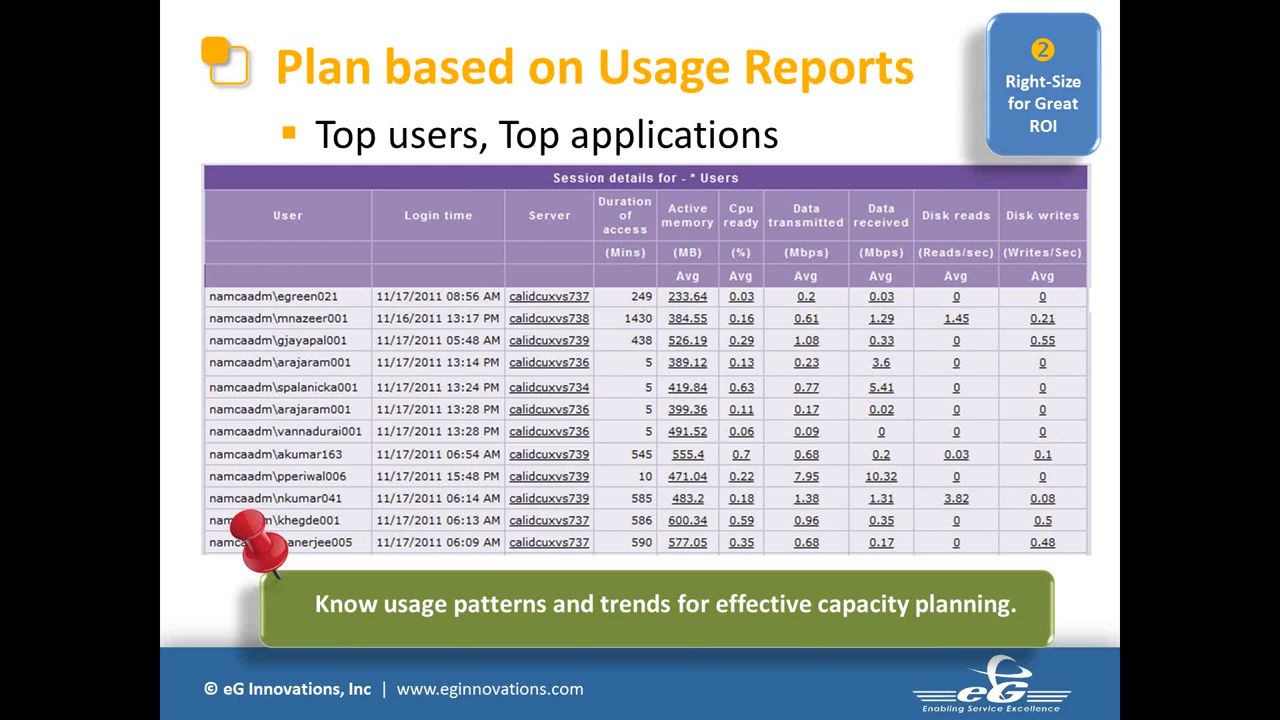 Plan based on Usage Reports
❷
Right-Size
for Great
ROI
▪ Top users, Top applications
Session details for - * Users
User Login time Server Duration of access Active memory Cpu ready Data transmitted Data received Disk reads Disk writes
(Mins) (MB) (%) (Mbps) (Mbps) (Reads/sec) (Writes/Sec)
Avg Avg Avg Avg Avg Avg
namcaadm\egreen021 11/17/2011 08:56 AM calidcuxvs737 249 233.64 0.03 0.2 0.03 0 0
namcaadm\mnazeer001 11/16/2011 13:17 PM calidcuxvs738 1430 384.55 0.16 0.61 1.29 1.45 0.21
namcaadm\gjayapal001 11/17/2011 05:48 AM calidcuxvs739 438 526.19 0.29 1.08 0.33 0 0.55
namcaadm\arajaram001 11/17/2011 13:14 PM calidcuxvs736 5 389.12 0.13 0.23 3.6 0 0
namcaadm\spalanicka001 11/17/2011 13:24 PM calidcuxvs734 5 419.84 0.63 0.77 5.41 0 0
namcaadm\arajaram001 11/17/2011 13:28 PM calidcuxvs736 5 399.36 0.11 0.17 0.02 0 0
namcaadm\vannadurai001 11/17/2011 13:28 PM calidcuxvs736 5 491.52 0.06 0.09 0 0 0
namcaadm\akumar163 11/17/2011 06:54 AM calidcuxvs739 545 555.4 0.7 0.68 0.2 0.03 0.1
namcaadm\pperiwal006 11/17/2011 15:48 PM calidcuxvs739 10 471.04 0.22 7.95 10.32 0 0
namcaadm\nkumar041 11/17/2011 06:14 AM calidcuxvs739 585 483.2 0.18 1.38 1.31 3.82 0.08
nam m\khegde001 11/17/2011 06:13 AM calidcuxvs737 586 600.34 0.59 0.96 0.35 0 0.5
namca anerjee005 11/17/2011 06:09 AM calidcuxvs737 590 577.05 0.35 0.68 0.17 0 0.48
Know usage patterns and trends for effective capacity planning.
© eG Innovations, Inc | www.eginnovations.com
eG
Enabling Service Excellence